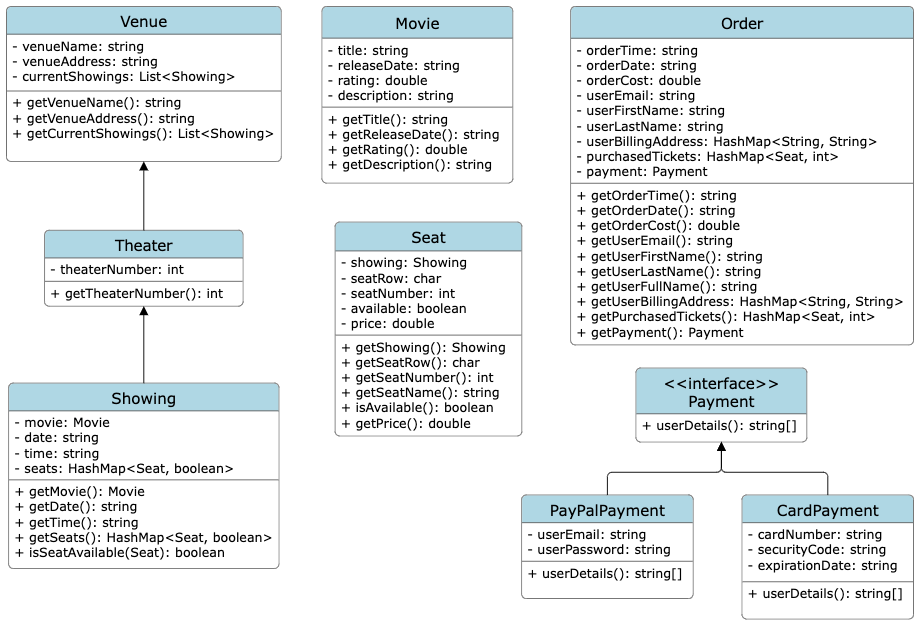 Venue
- venueName: string
- venueAddress: string
- currentShowings: List<Showing>
+ getVenueName(): string
+ getVenueAddress(): string
+ getCurrentShowings(): List<Showing>
Theater
- theaterNumber: int
+ getTheaterNumber(): int
Showing
- movie: Movie
- date: string
- time: string
- seats: HashMap<Seat, boolean>
+ getMovie(): Movie
+ getDate(): string
+ getTime(): string
+ getSeats(): HashMap<Seat, boolean>
+ isSeatAvailable(Seat): boolean
Movie
- title: string
- releaseDate: string
- rating: double
- description: string
+ getTitle(): string
+ getReleaseDate(): string
+ getRating(): double
+ getDescription(): string
Seat
- showing: Showing
- seatRow: char
- seatNumber: int
- available: boolean
- price: double
+ getShowing(): Showing
+ getSeatRow(): char
+ getSeatNumber(): int
+ getSeatName(): string
+ isAvailable(): boolean
+ getPrice(): double
Order
- orderTime: string
- orderDate: string
- orderCost: double
- userEmail: string
- userFirstName: string
- userLastName: string
- userBillingAddress: HashMap<String, String>
- purchasedTickets: HashMap<Seat, int>
- payment: Payment
+ getOrderTime(): string
+ getOrderDate(): string
+ getOrderCost(): double
+ getUserEmail(): string
+ getUserFirstName(): string
+ getUserLastName(): string
+ getUserFullName(): string
+ getUserBillingAddress: HashMap<String, String>
+ getPurchasedTickets(): HashMap<Seat, int>
+ getPayment(): Payment
<<interface>>
Payment
+ userDetails(): string[]
PayPalPayment
- userEmail: string
- userPassword: string
+ userDetails(): string[]
CardPayment
- cardNumber: string
- securityCode: string
- expirationDate: string
+ userDetails(): string[]